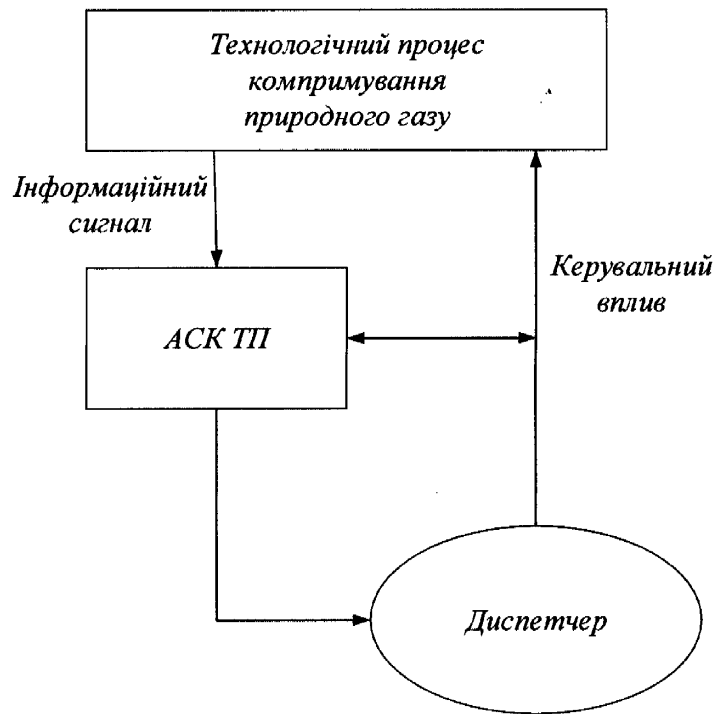 Технологічний процес
компримування
природного газу
Інформаційний
сигнал
Керувальний
вплив
АСК ТП
Диспетчер